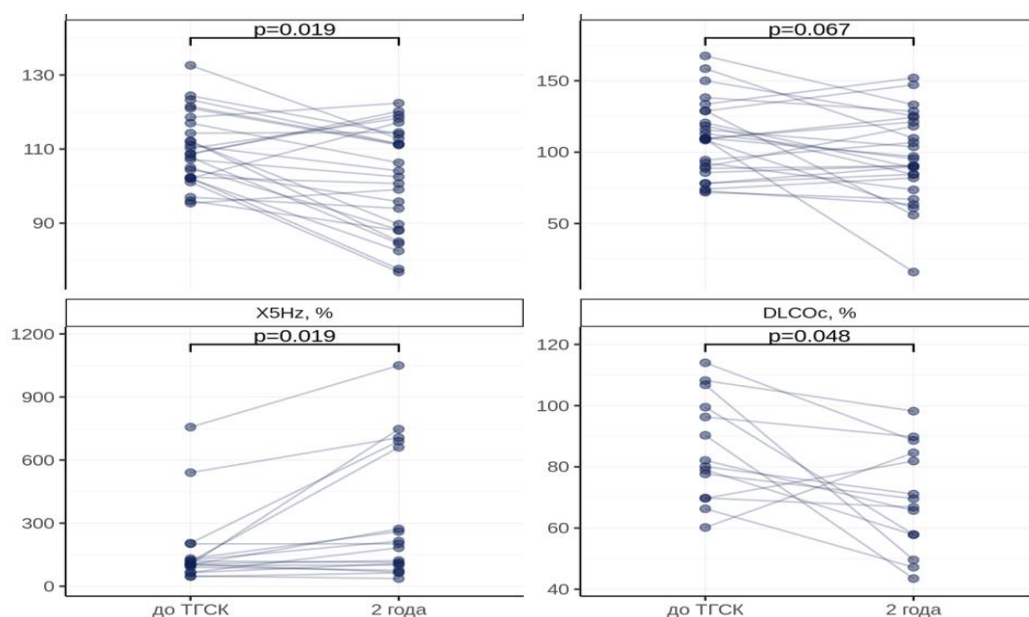 p=0.019
130
110
90
p=0.067
150
100
50
X5Hz, %
p=0.019
1200
900
600
300
0
до ТГСК
2 года
DLCOc, %
p=0.048
120
100
80
60
40
до ТГСК
2 года